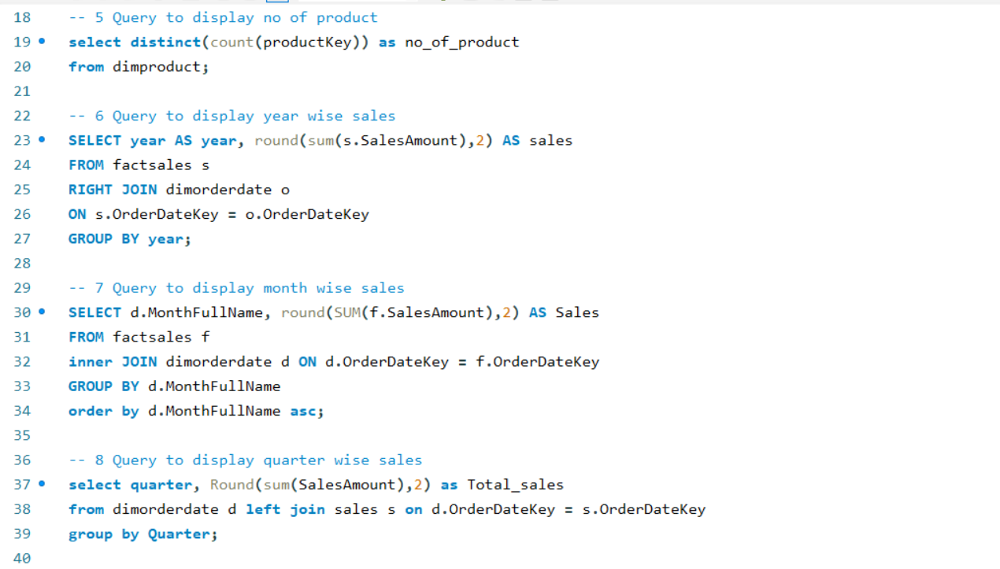 18 -- 5 Query to display no of product
19 select distinct(count(productKey)) as no_of_product
20 from dimproduct;
21
22 -- 6 Query to display year wise sales
23 SELECT year AS year, round(sum(s.SalesAmount),2) AS sales
24 FROM factsales s
25 RIGHT JOIN dimorderdate o
26 ON s.OrderDateKey = o.OrderDateKey
27 GROUP BY year;
28
29 -- 7 Query to display month wise sales
30 SELECT d.MonthFullName, round(SUM(f.SalesAmount),2) AS Sales
31 FROM factsales f
32 inner JOIN dimorderdate d ON d.OrderDateKey = f.OrderDateKey
33 GROUP BY d.MonthFullName
34 order by d.MonthFullName asc;
35
36 -- 8 Query to display quarter wise sales
37 select quarter, Round(sum(SalesAmount),2) as Total_sales
38 from dimorderdate d left join sales s on d.OrderDateKey = s.OrderDateKey
39 group by Quarter;
40